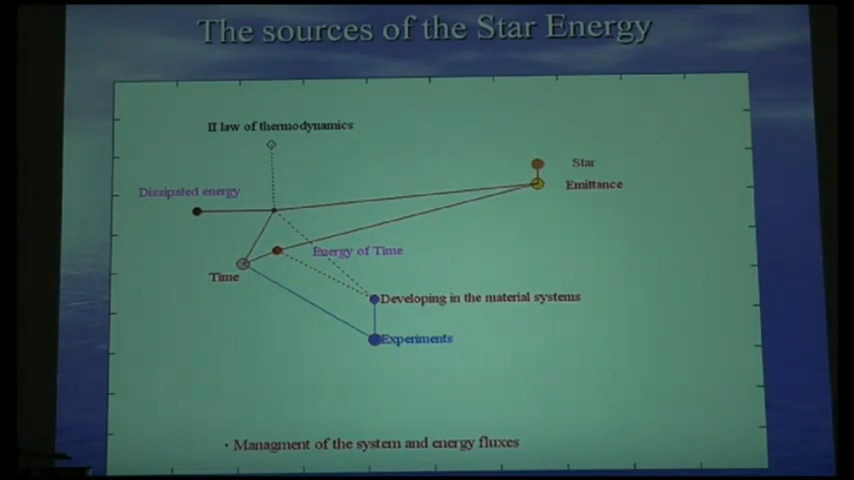 The sources of the Star Energy
II law of thermodynamics
Star
Dissipated energy
Emittance
Energy of Time
Time
Developing in the material systems
Experiments
· Managment of the system and energy fluxes